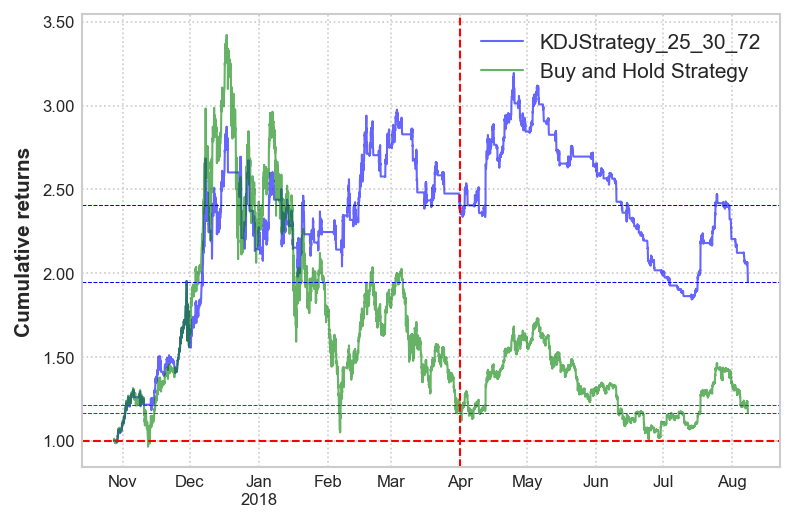 Cumulative returns
3.50
3.00
2.50
2.00
1.50
1.00
KDJStrategy_25_30_72
Buy and Hold Strategy
Nov Dec Jan Feb Mar Apr May Jun Jul Aug
2018